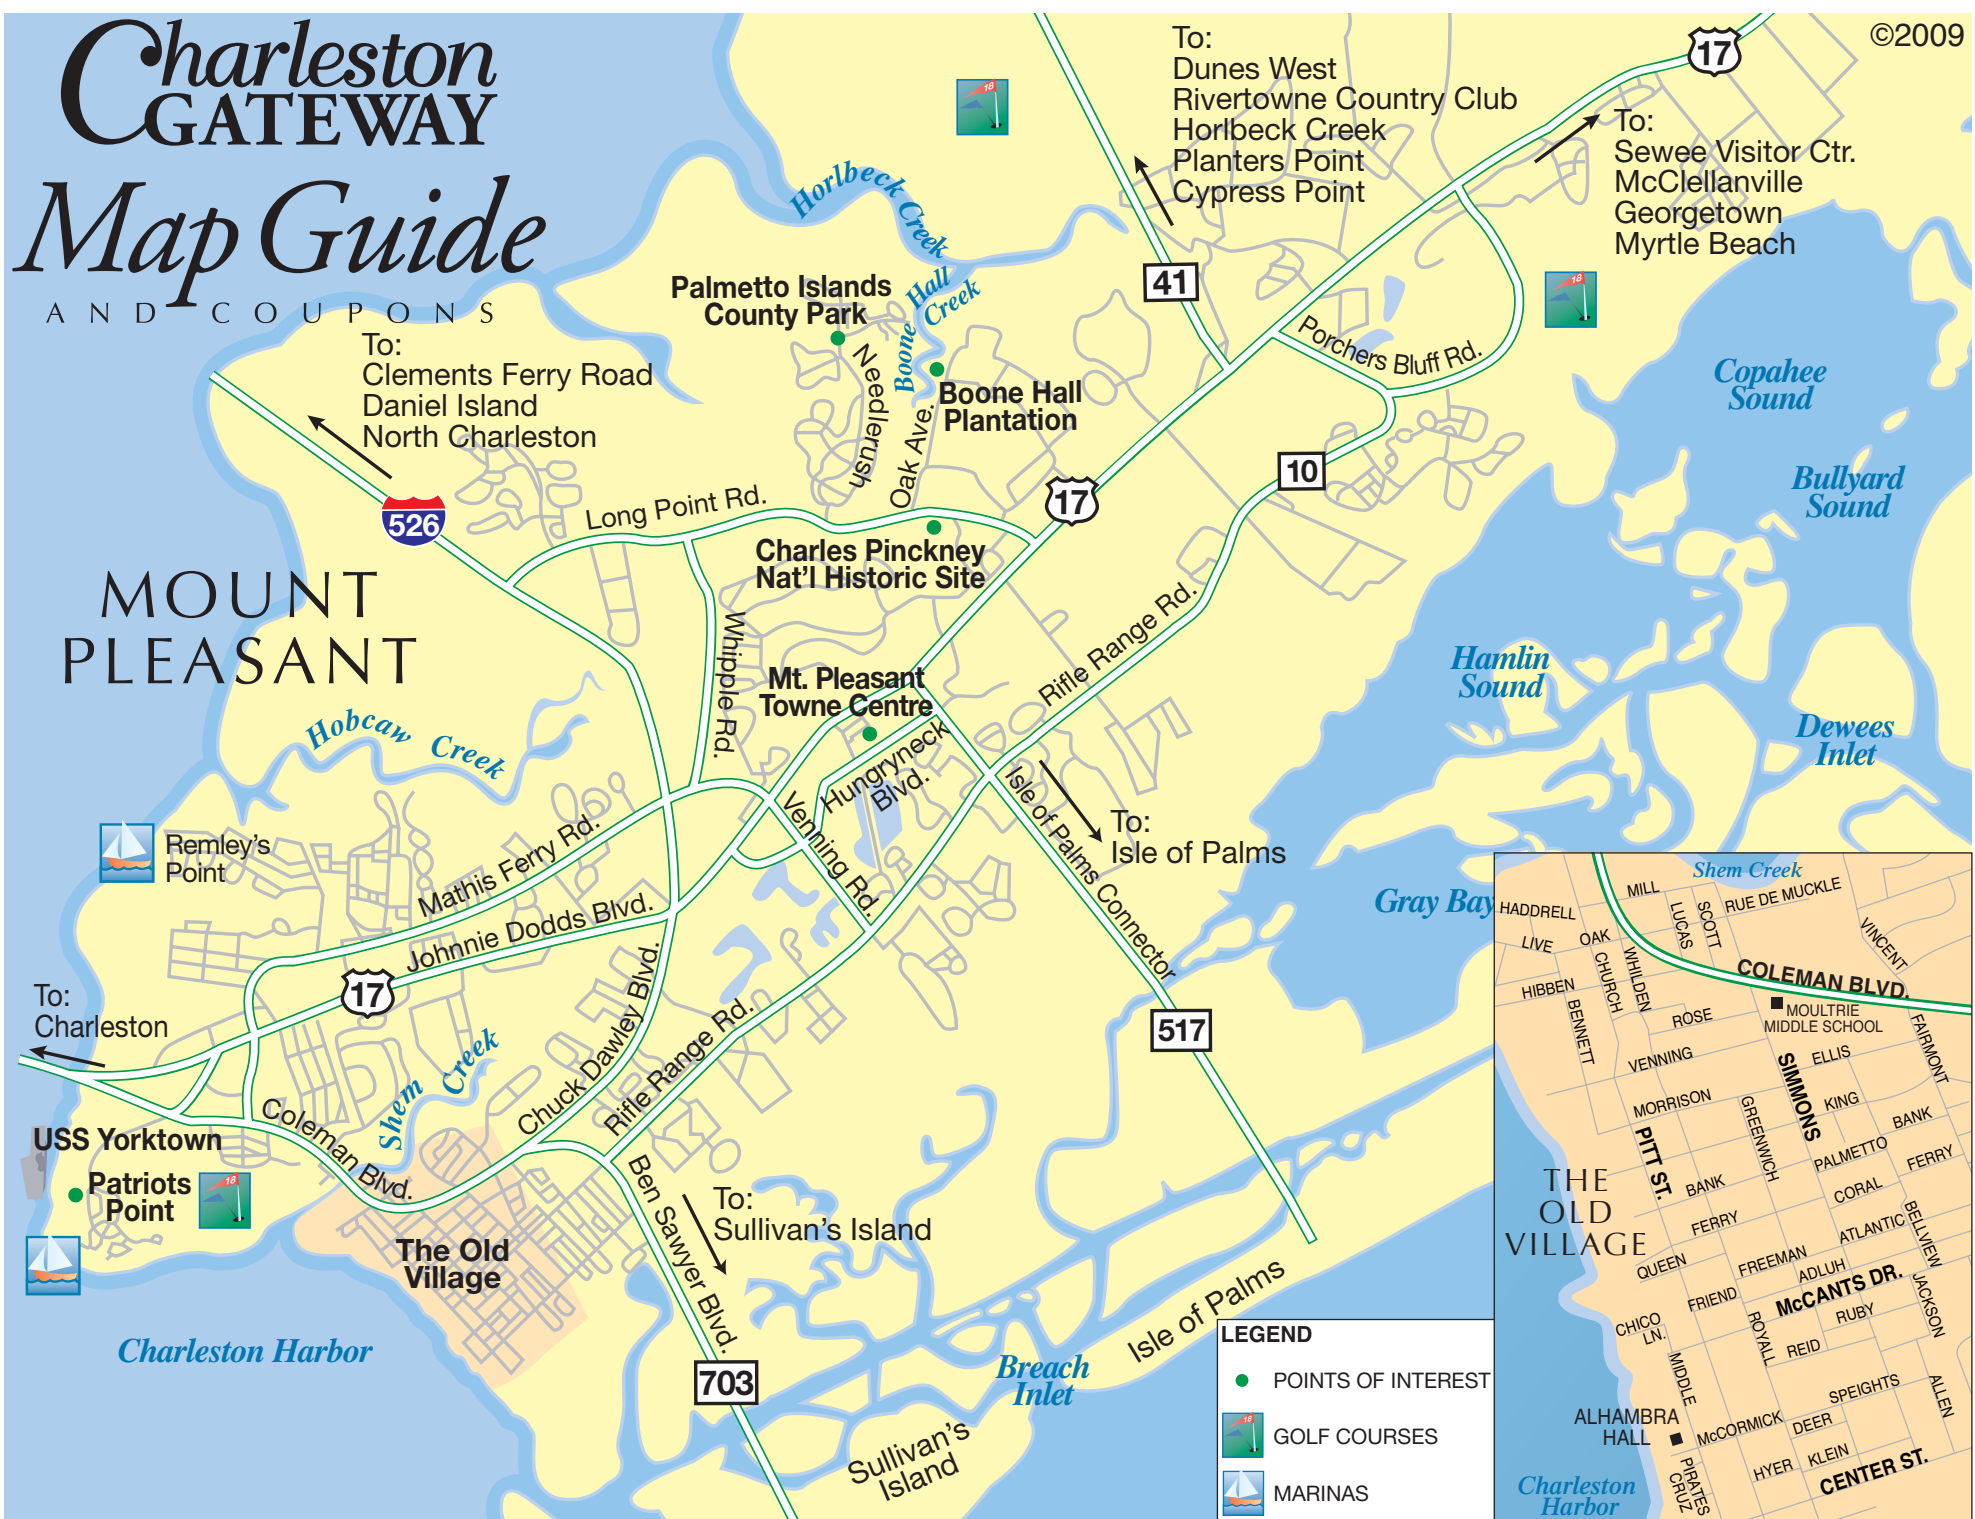 Charleston
GATEWAY
Map Guide
AND COUPONS
©2009
To:
Dunes West
Rivertowne Country Club
Horlbeck Creek
Planters Point
Cypress Point
17
To:
Sewee Visitor Ctr.
McClellanville
Georgetown
Myrtle Beach
18
Horlbeck Creek
Palmetto Islands
County Park
Boone Hall
Creek
41
18
Porchers Bluff Rd.
To:
Clements Ferry Road
Daniel Island
North Charleston
Needlerush
Oak Ave.
Boone Hall
Plantation
Copahee
Sound
Bullyard
Sound
10
17
526
Long Point Rd.
Charles Pinckney
Nat'l Historic Site
MOUNT
PLEASANT
Whipple Rd.
Rifle Range Rd.
Hamlin
Sound
Mt. Pleasant
Towne Centre
Dewees
Inlet
Hobcaw Creek
Hungryneck
Blvd.
Venning Rd.
Isle of Palms Connector
To:
Isle of Palms
Remley's
Point
Mathis Ferry Rd.
Johnnie Dodds Blvd.
Gray Bay
17
To:
Charleston
Chuck Dawley Blvd.
Rifle Range Rd.
517
Shem
Creek
Coleman Blvd.
USS Yorktown
Patriots
Point
18
Ben Sawyer Blvd.
To:
Sullivan's Island
The Old
Village
Charleston Harbor
703
Breach
Inlet
Isle of Palms
Sullivan's
Island
LEGEND
POINTS OF INTEREST
18
GOLF COURSES
MARINAS
Shem Creek
MILL
RUE DE MUCKLE
HADDRELL
LUCAS
SCOTT
VINCENT
LIVE
OAK
WHILDEN
CHURCH
COLEMAN BLVD.
HIBBEN
BENNETT
ROSE
MOULTRIE
MIDDLE SCHOOL
FAIRMONT
VENNING
SIMMONS
ELLIS
MORRISON
GREENWICH
KING
BANK
PITT ST.
PALMETTO
FERRY
THE
OLD
VILLAGE
BANK
CORAL
FERRY
ATLANTIC
BELLVIEW
QUEEN
FREEMAN
ADLUH
McCANTS DR.
JACKSON
FRIEND
CHICO
LN.
ROYALL
RUBY
REID
MIDDLE
SPEIGHTS
ALLEN
ALHAMBRA
HALL
McCORMICK
DEER
HYER
KLEIN
CENTER ST.
PIRATES
CRUZ
Charleston
Harbor